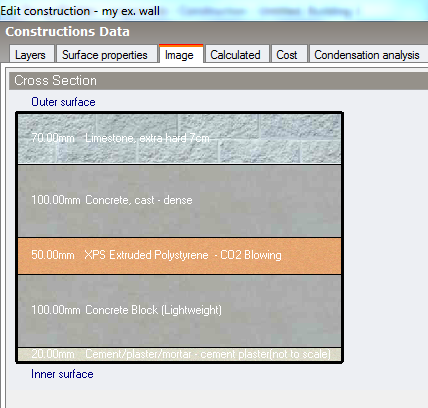 Edit construction - my ex. wall
Constructions Data
Layers Surface properties Image Calculated Cost Condensation analysis
Cross Section
Outer surface
70.00mm Limestone, extra hard 7cm
100.00mm Concrete, cast - dense
50.00mm XPS Extruded Polystyrene - CO2 Blowing
100.00mm Concrete Block (Lightweight)
20.00mm Cement/plaster/mortar - cement plaster(not to scale)
Inner surface